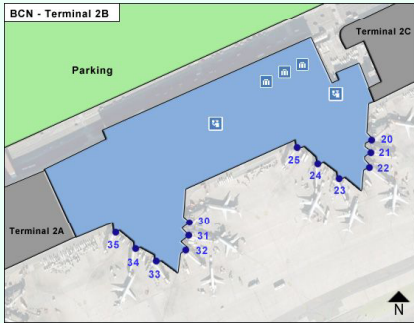 BCN - Terminal 2B
Terminal 2C
Parking
20
21
22
25
24
23
Terminal 2A
30
31
32
35
34
33
N